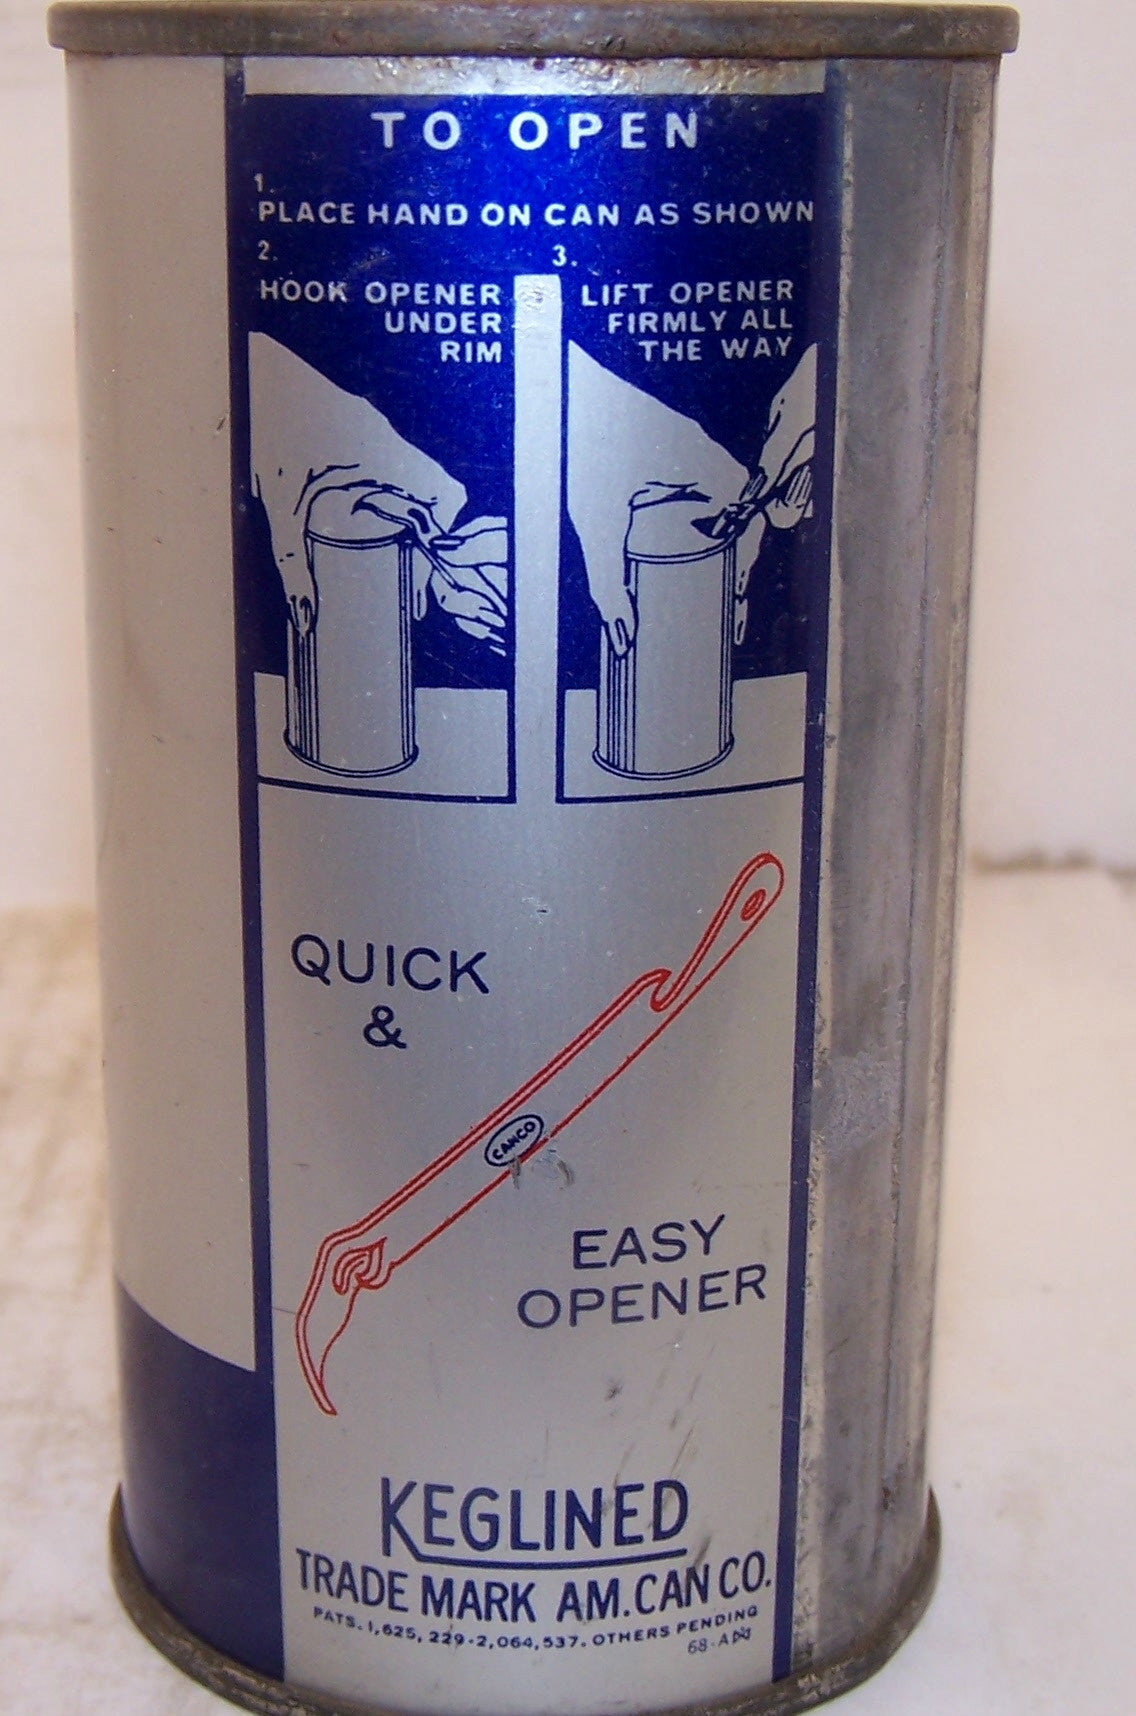 TO OPEN
1.
PLACE HAND ON CAN AS SHOWN
2.
HOOK OPENER
UNDER
RIM
3.
LIFT OPENER
FIRMLY ALL
THE WAY
QUICK
&
CANCO
EASY
OPENER
KEGLINED
TRADE MARK AM. CAN CO.
PATS. 1,625, 229-2,064,537. OTHERS PENDING
68-A